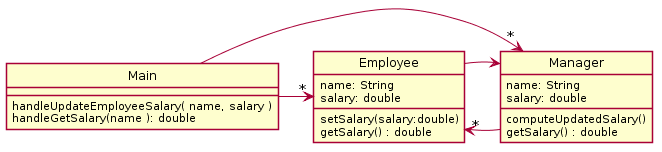 Main
handleUpdateEmployeeSalary( name, salary )
handleGetSalary(name ): double
*
*
Employee
name: String
salary: double
setSalary(salary:double)
getSalary() : double
*
Manager
name: String
salary: double
computeUpdatedSalary()
getSalary() : double